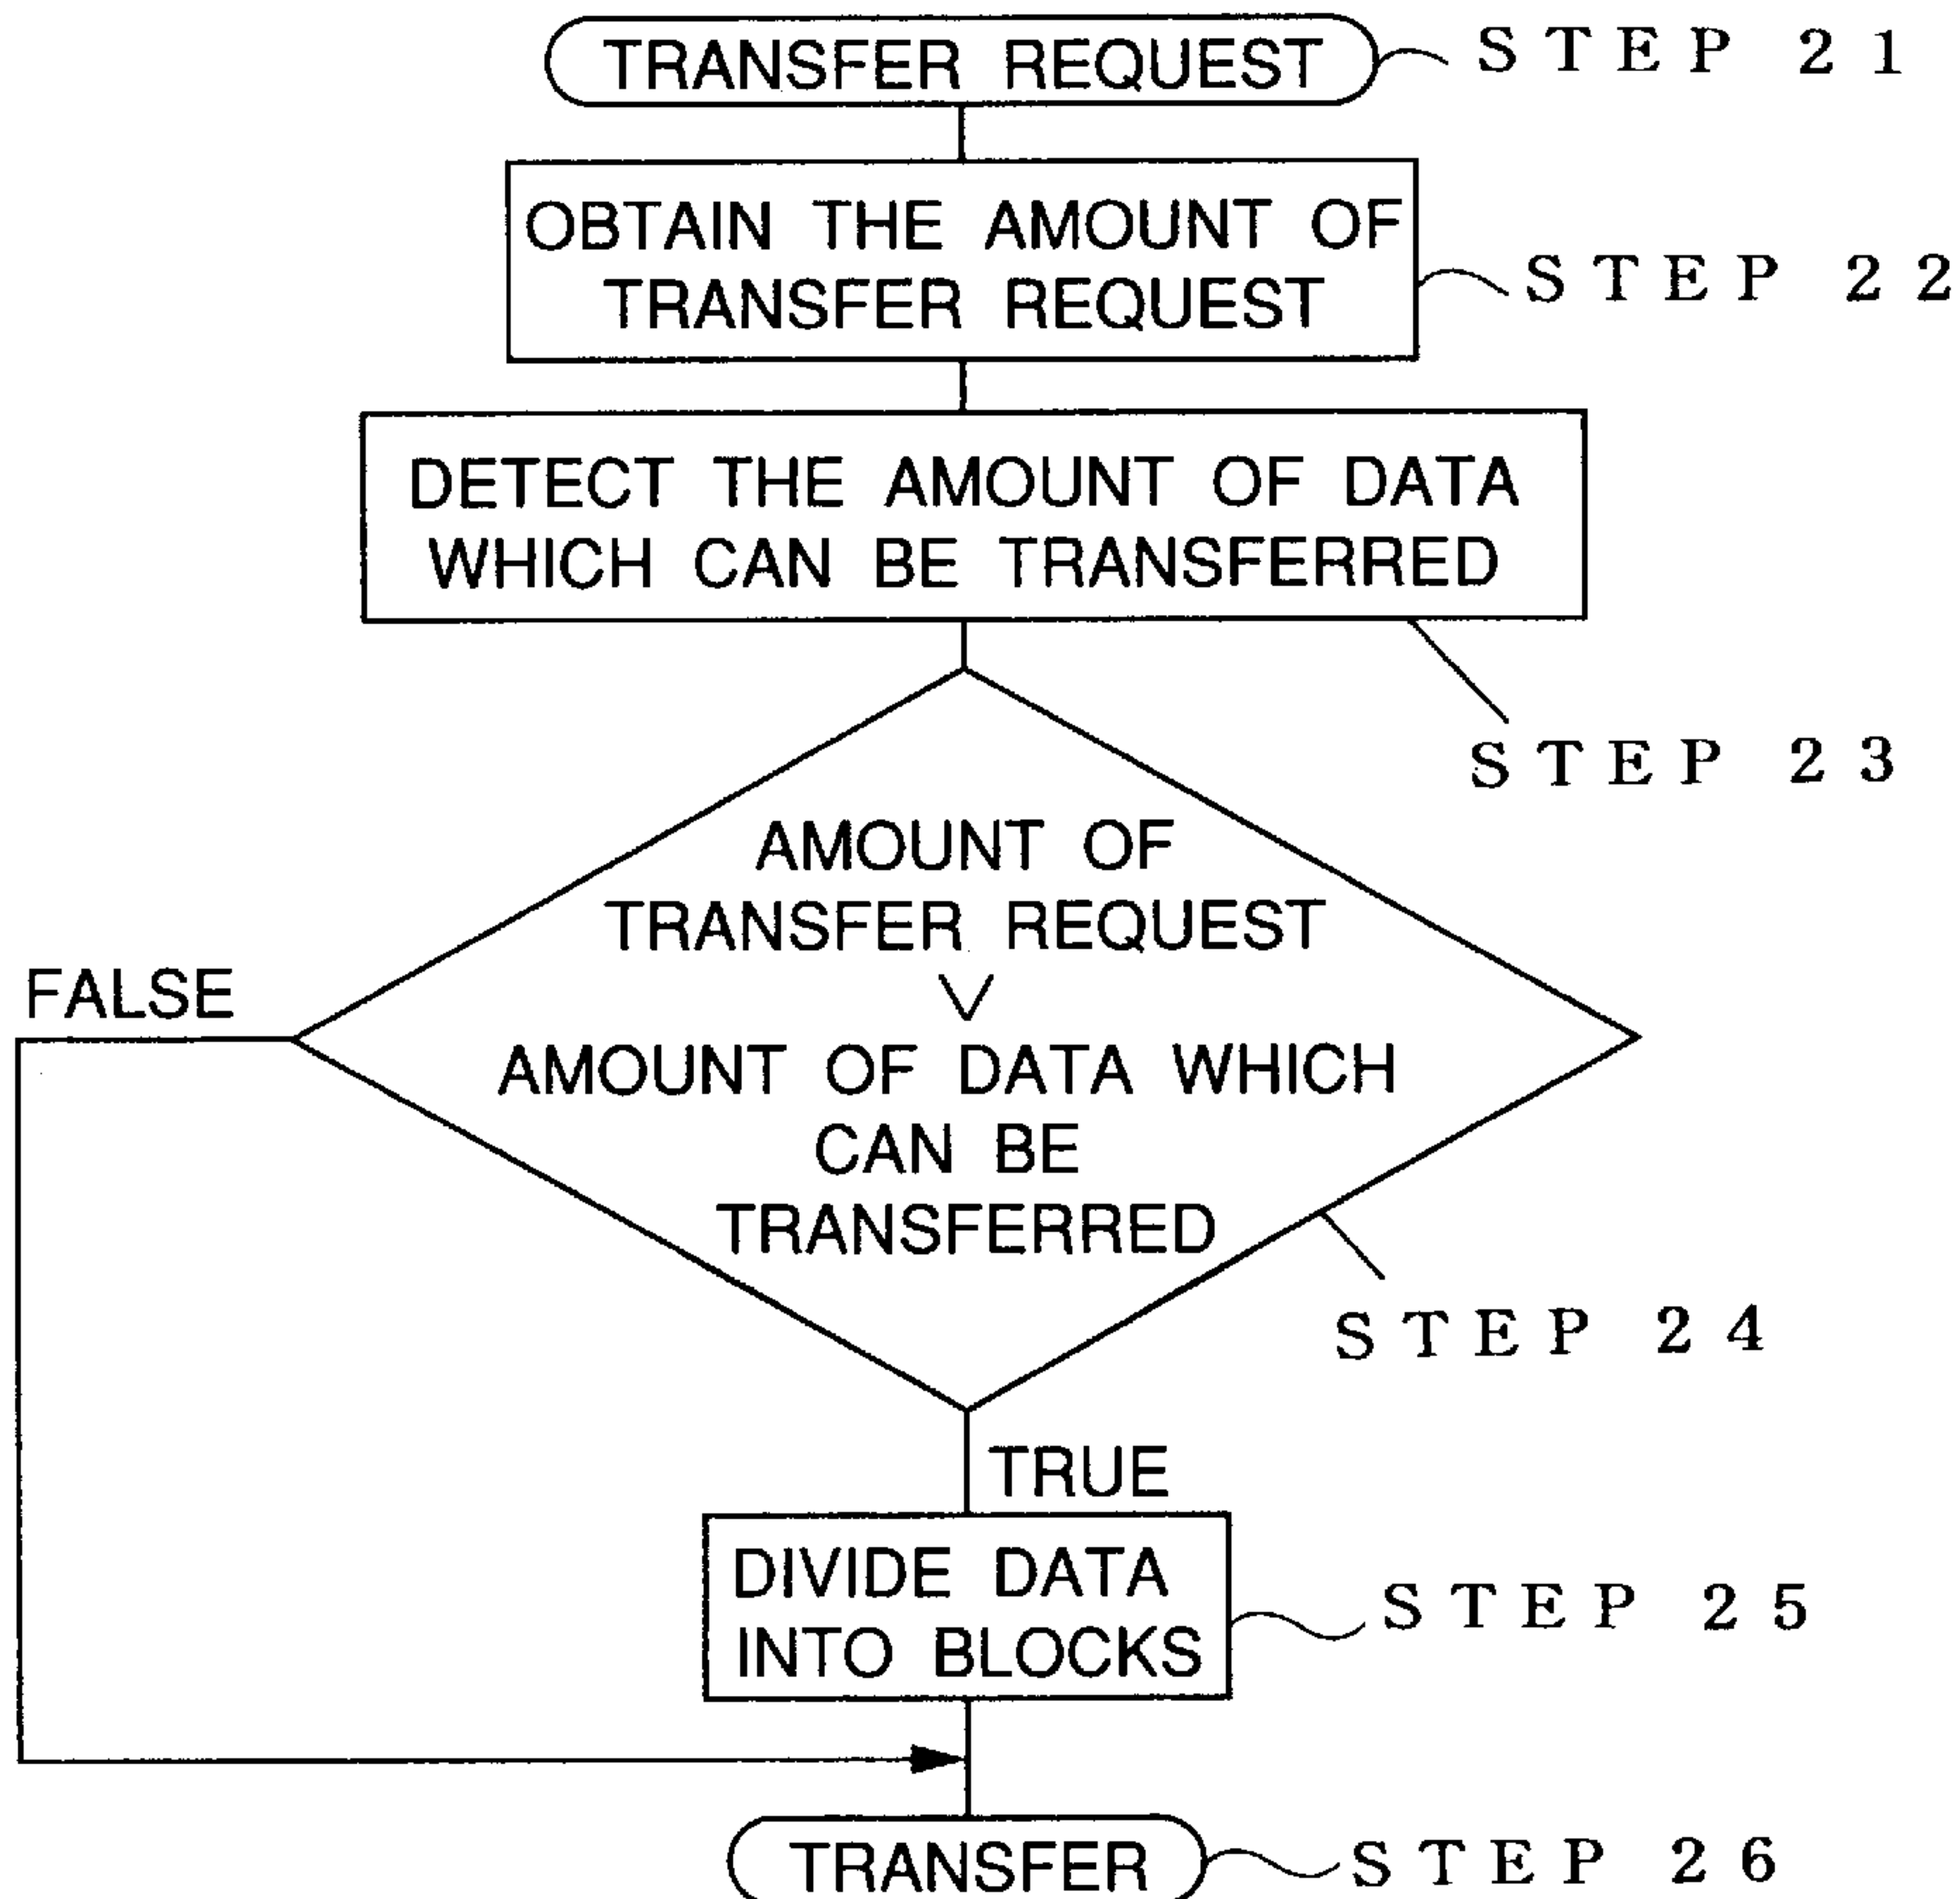 TRANSFER REQUEST
STEP 21
OBTAIN THE AMOUNT OF
TRANSFER REQUEST
STEP 22
DETECT THE AMOUNT OF DATA
WHICH CAN BE TRANSFERRED
STEP 23
AMOUNT OF
TRANSFER REQUEST
V
AMOUNT OF DATA WHICH
CAN BE
TRANSFERRED
FALSE
STEP 24
TRUE
DIVIDE DATA
INTO BLOCKS
STEP 25
TRANSFER
STEP 26